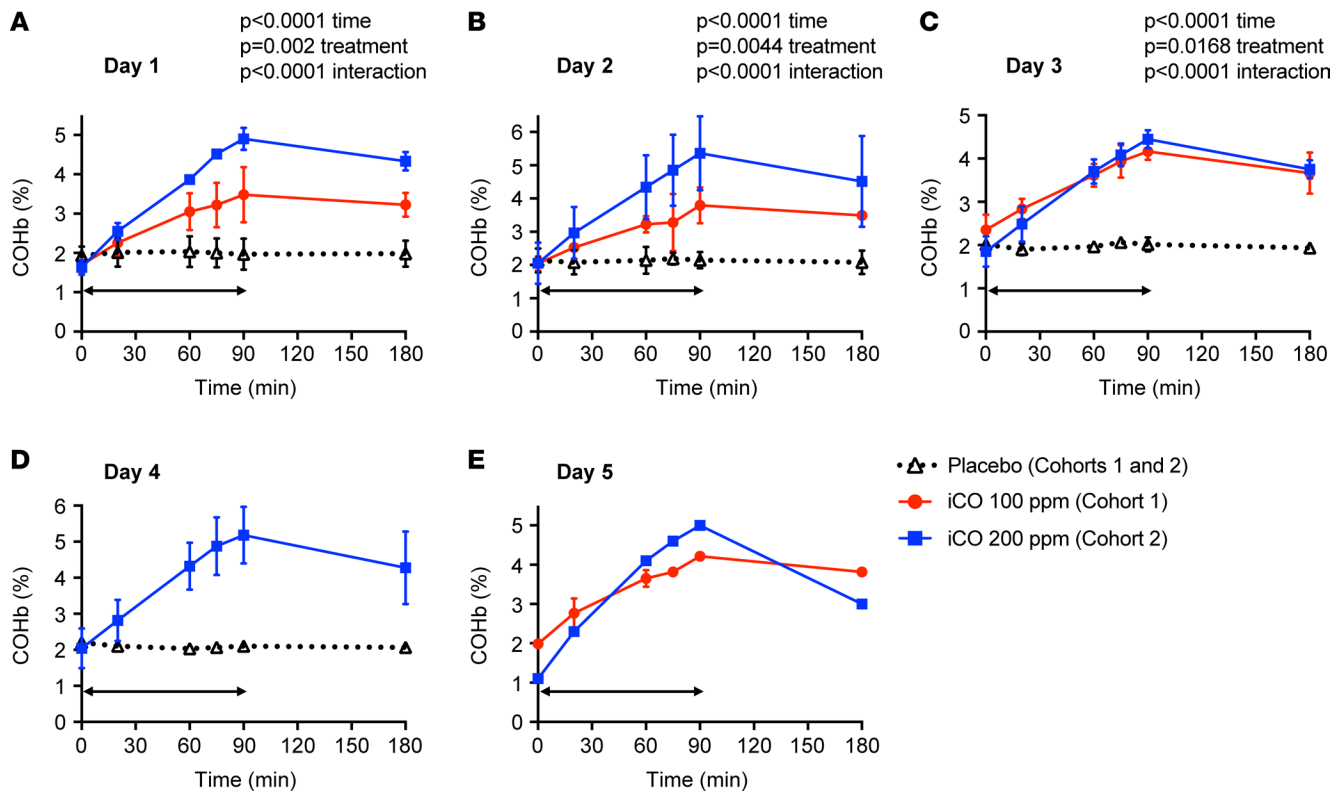 A
Day 1
p<0.0001 time
p=0.002 treatment
p<0.0001 interaction
COHb (%)
5
4
3
2
1
0
0 30 60 90 120 150 180
Time (min)
B
Day 2
p<0.0001 time
p=0.0044 treatment
p<0.0001 interaction
COHb (%)
6
5
4
3
2
1
0
0 30 60 90 120 150 180
Time (min)
C
Day 3
p<0.0001 time
p=0.0168 treatment
p<0.0001 interaction
COHb (%)
5
4
3
2
1
0
0 30 60 90 120 150 180
Time (min)
D
Day 4
COHb (%)
6
5
4
3
2
1
0
0 30 60 90 120 150 180
Time (min)
E
Day 5
COHb (%)
5
4
3
2
1
0
0 30 60 90 120 150 180
Time (min)
Placebo (Cohorts 1 and 2)
iCO 100 ppm (Cohort 1)
iCO 200 ppm (Cohort 2)